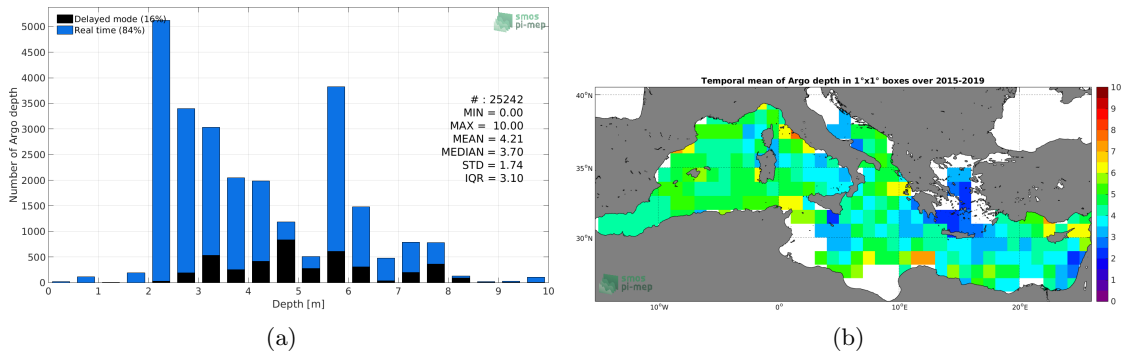 Delayed mode (16%)
Real time (84%)
smos
pi-mep
# : 25242
MIN = 0.00
MAX = 10.00
MEAN = 4.21
MEDIAN = 3.70
STD = 1.74
IQR = 3.10
Number of Argo depth
5000
4500
4000
3500
3000
2500
2000
1500
1000
500
0
0 1 2 3 4 5 6 7 8 9 10
Depth [m]
(a)
Temporal mean of Argo depth in 1°x1° boxes over 2015-2019
40°N
35°N
30°N
10°W 0° 10°E 20°E
smos
pi-mep
10
9
8
7
6
5
4
3
2
1
0
(b)